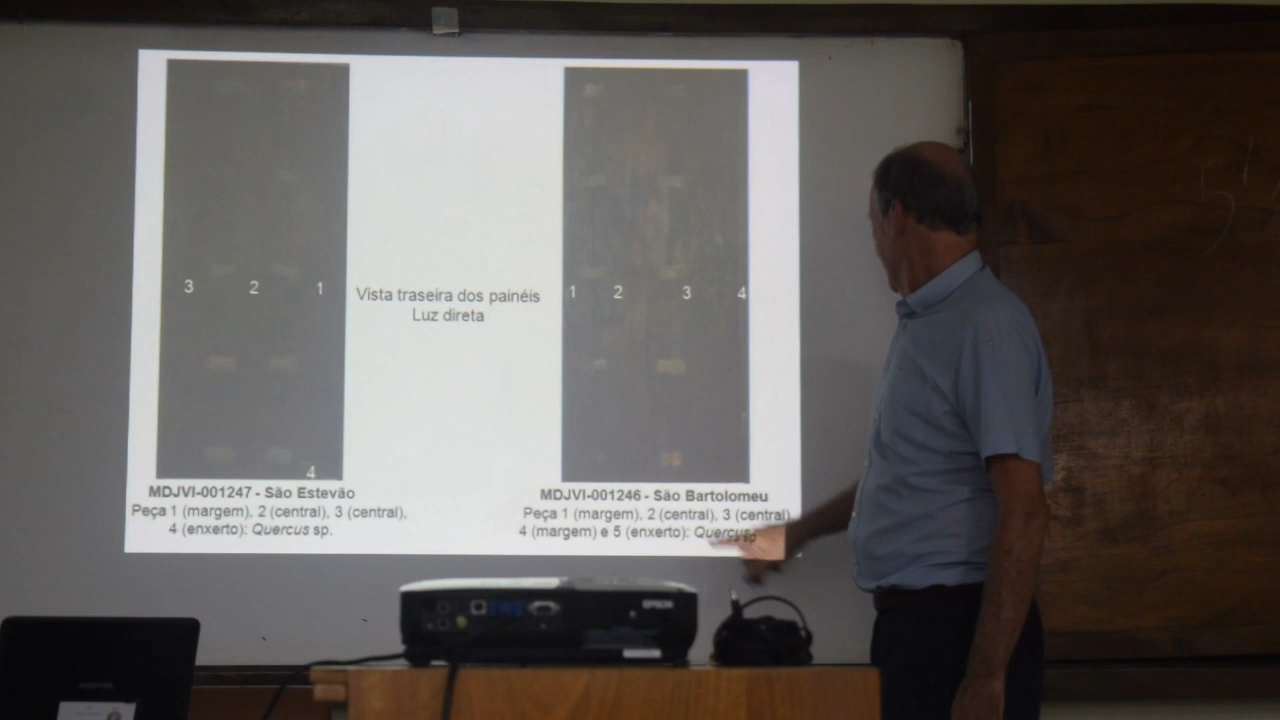 3 2 1
4
Vista traseira dos painéis
Luz direta
1 2 3 4
MDJVI-001247 - São Estevão
Peça 1 (margem), 2 (central), 3 (central),
4 (enxerto): Quercus sp.
MDJVI-001246 - São Bartolomeu
Peça 1 (margem), 2 (central), 3 (central)
4 (margem) e 5 (enxerto): Quercus sp
EPSON